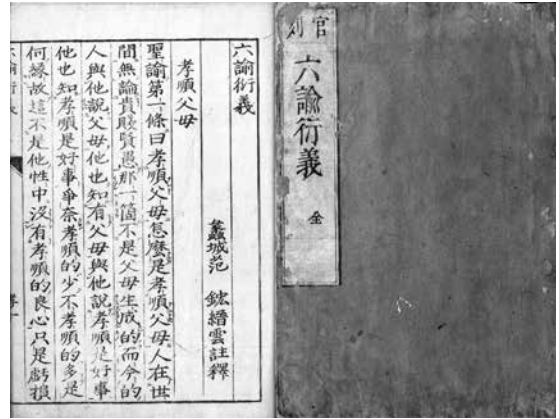 官刻
六諭衍義
全
六諭衍義
蠡城范 鋐縉雲註釋
孝順父母
聖諭第一條曰孝順父母怎麼是孝順父母人在世
間無論貴賤賢愚那一箇不是父母生成的而今的
人與他說父母他也知有父母與他說孝順是好事
他也知孝順是好事爭奈孝順的少不孝順的多是
何縁故這不是他性中沒有孝順的良心只是虧損